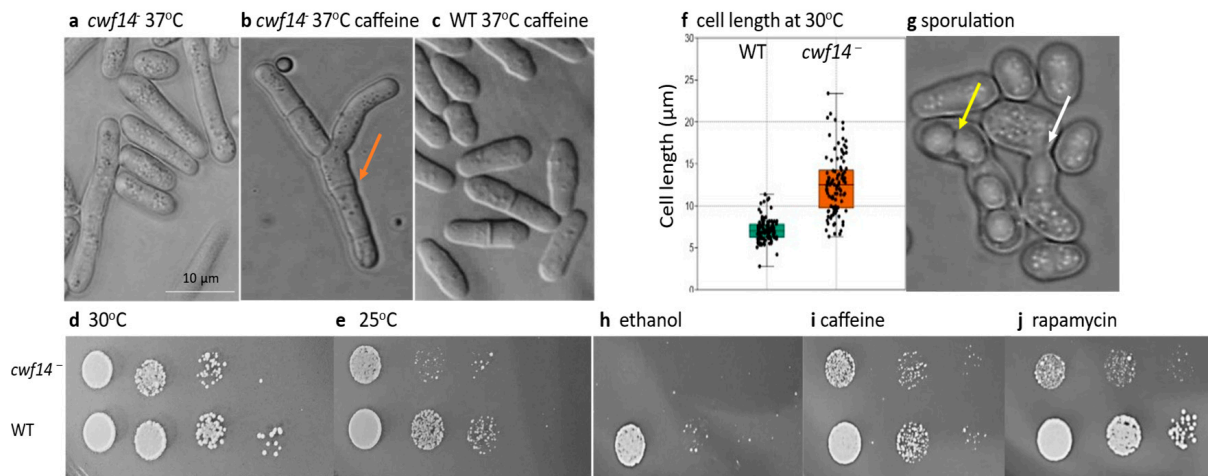 a cwf14⁻ 37°C
b cwf14⁻ 37°C caffeine
c WT 37°C caffeine
10 µm
f cell length at 30°C
WT
cwf14⁻
Cell length (µm)
30
25
20
15
10
5
0
g sporulation
d 30°C
e 25°C
h ethanol
i caffeine
j rapamycin
cwf14⁻
WT